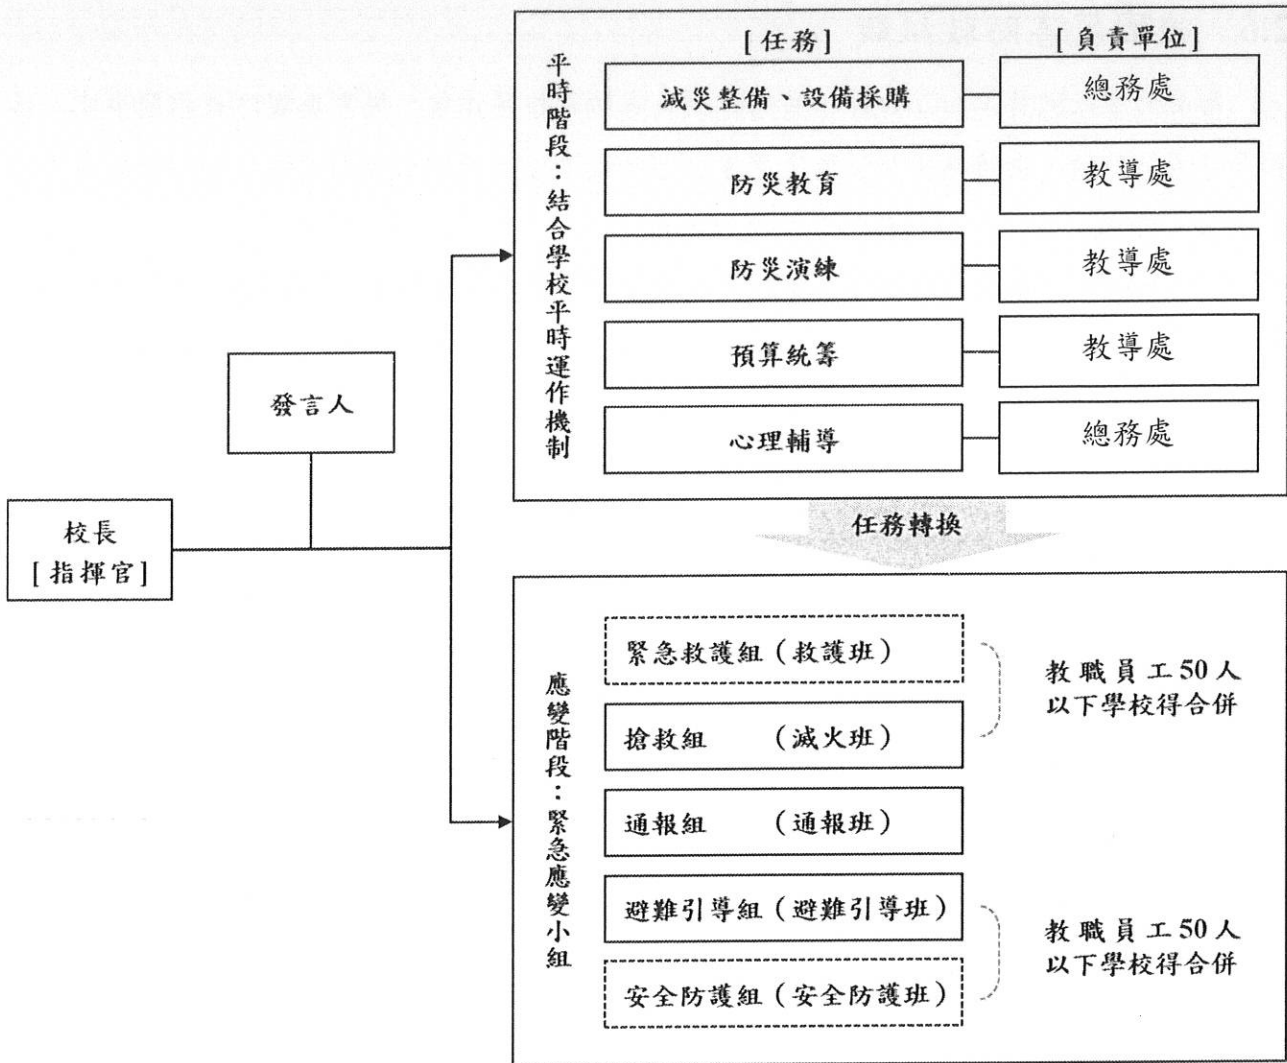 [任務]
[負責單位]
平時階段：結合學校平時運作機制
減災整備、設備採購
總務處
防災教育
教導處
防災演練
教導處
預算統籌
教導處
心理輔導
總務處
發言人
校長
[指揮官]
任務轉換
應變階段：緊急應變小組
緊急救護組（救護班）
搶救組　　（滅火班）
教職員工50人
以下學校得合併
通報組　　（通報班）
避難引導組（避難引導班）
安全防護組（安全防護班）
教職員工50人
以下學校得合併